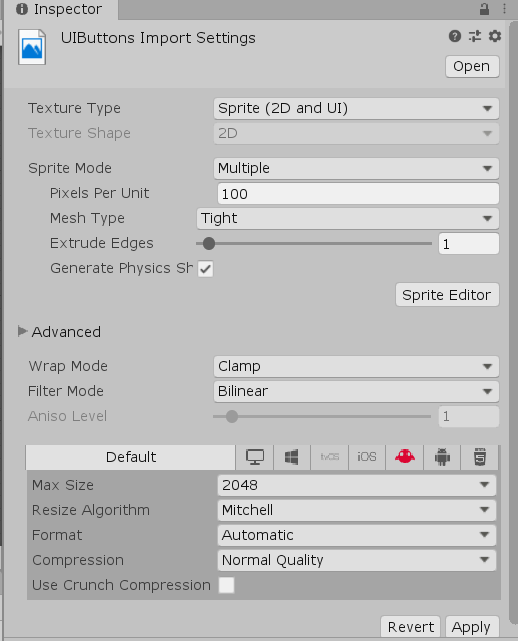 Inspector
UIButtons Import Settings
Open
Texture Type Sprite (2D and UI)
Texture Shape 2D
Sprite Mode Multiple
Pixels Per Unit 100
Mesh Type Tight
Extrude Edges 1
Generate Physics Sh
Sprite Editor
Advanced
Wrap Mode Clamp
Filter Mode Bilinear
Aniso Level 1
Default tvOS iOS
Max Size 2048
Resize Algorithm Mitchell
Format Automatic
Compression Normal Quality
Use Crunch Compression
Revert Apply